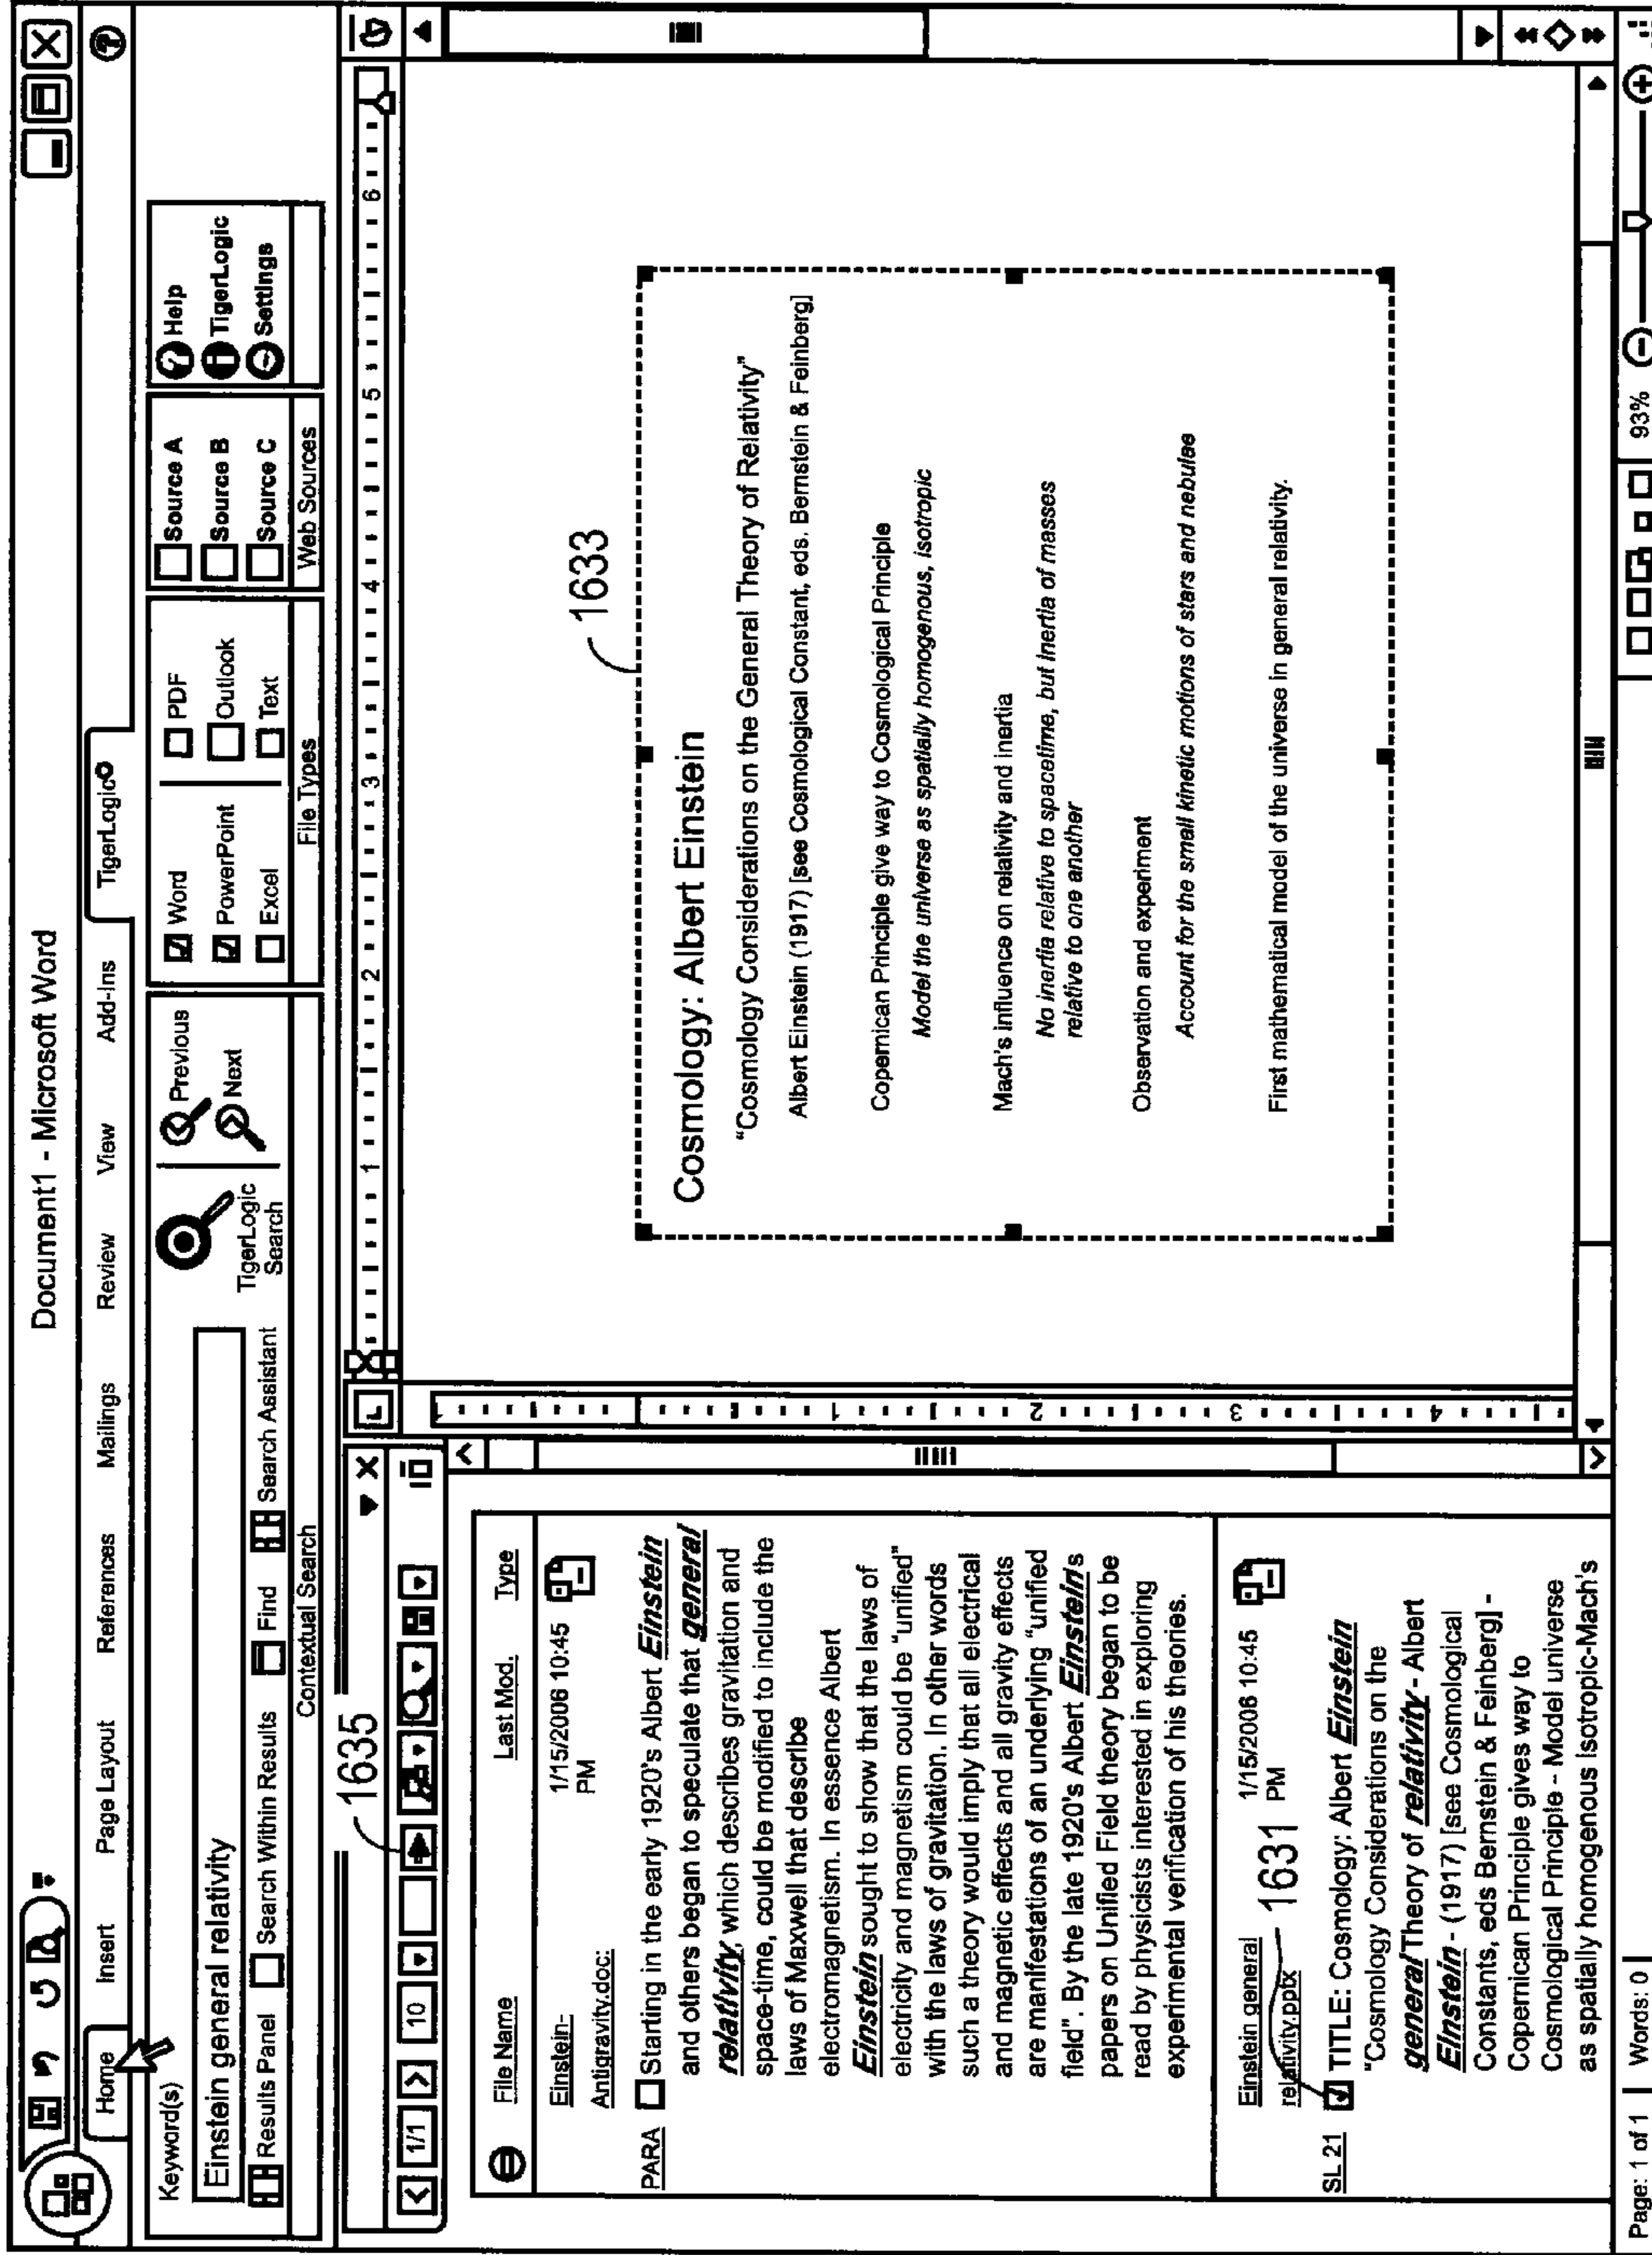 Document1 - Microsoft Word
Home Insert Page Layout References Mailings Review View Add-Ins TigerLogic
Keyword(s)
Einstein general relativity
Results Panel Search Within Results Find Search Assistant
TigerLogic
Search
Previous
Next
Contextual Search
Word
PowerPoint
Excel
PDF
Outlook
Text
File Types
Source A
Source B
Source C
Web Sources
Help
TigerLogic
Settings
1635
1/1 10
L 1 2 3 4 5 6
1
2
3
4
File Name Last Mod. Type
Einstein- 1/15/2006 10:45
Antigravity.doc: PM
PARA Starting in the early 1920's Albert Einstein
and others began to speculate that general
relativity, which describes gravitation and
space-time, could be modified to include the
laws of Maxwell that describe
electromagnetism. In essence Albert
Einstein sought to show that the laws of
electricity and magnetism could be "unified"
with the laws of gravitation. In other words
such a theory would imply that all electrical
and magnetic effects and all gravity effects
are manifestations of an underlying "unified
field". By the late 1920's Albert Einstein's
papers on Unified Field theory began to be
read by physicists interested in exploring
experimental verification of his theories.
Einstein general 1/15/2006 10:45
relativity.pptx 1631 PM
SL 21 TITLE: Cosmology: Albert Einstein
"Cosmology Considerations on the
general Theory of relativity - Albert
Einstein - (1917) [see Cosmological
Constants, eds Bernstein & Feinberg] -
Copernican Principle gives way to
Cosmological Principle - Model universe
as spatially homogenous isotropic-Mach's
1633
Cosmology: Albert Einstein
"Cosmology Considerations on the General Theory of Relativity"
Albert Einstein (1917) [see Cosmological Constant, eds. Bernstein & Feinberg]
Copernican Principle give way to Cosmological Principle
Model the universe as spatially homogenous, isotropic
Mach's influence on relativity and inertia
No inertia relative to spacetime, but inertia of masses
relative to one another
Observation and experiment
Account for the small kinetic motions of stars and nebulae
First mathematical model of the universe in general relativity.
Page: 1 of 1 Words: 0 93%